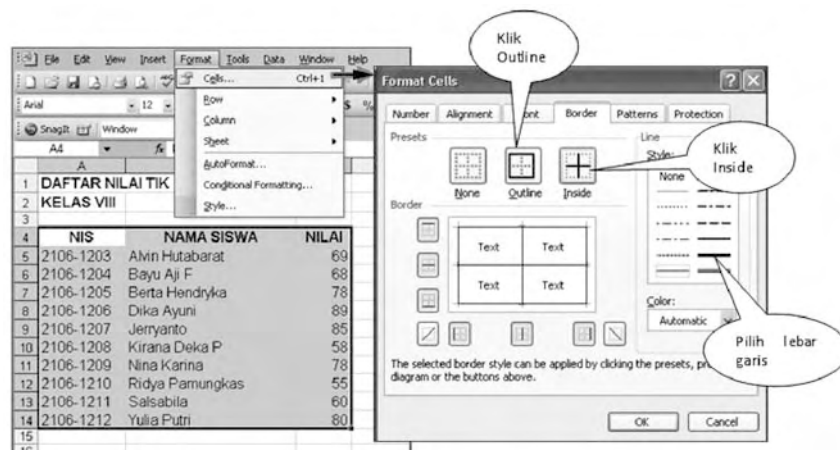 Klik
Outline
File Edit View Insert Format Tools Data Window Help
Cells... Ctrl+1
Row
Column
Sheet
AutoFormat...
Conditional Formatting...
Style...
Arial 12 $ %
SnagIt Window
A4 fx
A
1 DAFTAR NILAI TIK
2 KELAS VIII
3
4 NIS NAMA SISWA NILAI
5 2106-1203 Alvin Hutabarat 69
6 2106-1204 Bayu Aji F 68
7 2106-1205 Berta Hendryka 78
8 2106-1206 Dika Ayuni 89
9 2106-1207 Jerryanto 85
10 2106-1208 Kirana Deka P 58
11 2106-1209 Nina Karina 78
12 2106-1210 Ridya Pamungkas 55
13 2106-1211 Salsabila 60
14 2106-1212 Yulia Putri 80
15
Format Cells
Number Alignment Font Border Patterns Protection
Presets
None Outline Inside
Line
Style:
None
Klik
Inside
Border
Text Text
Text Text
Color:
Automatic
Pilih lebar
garis
The selected border style can be applied by clicking the presets, pr
diagram or the buttons above.
OK Cancel